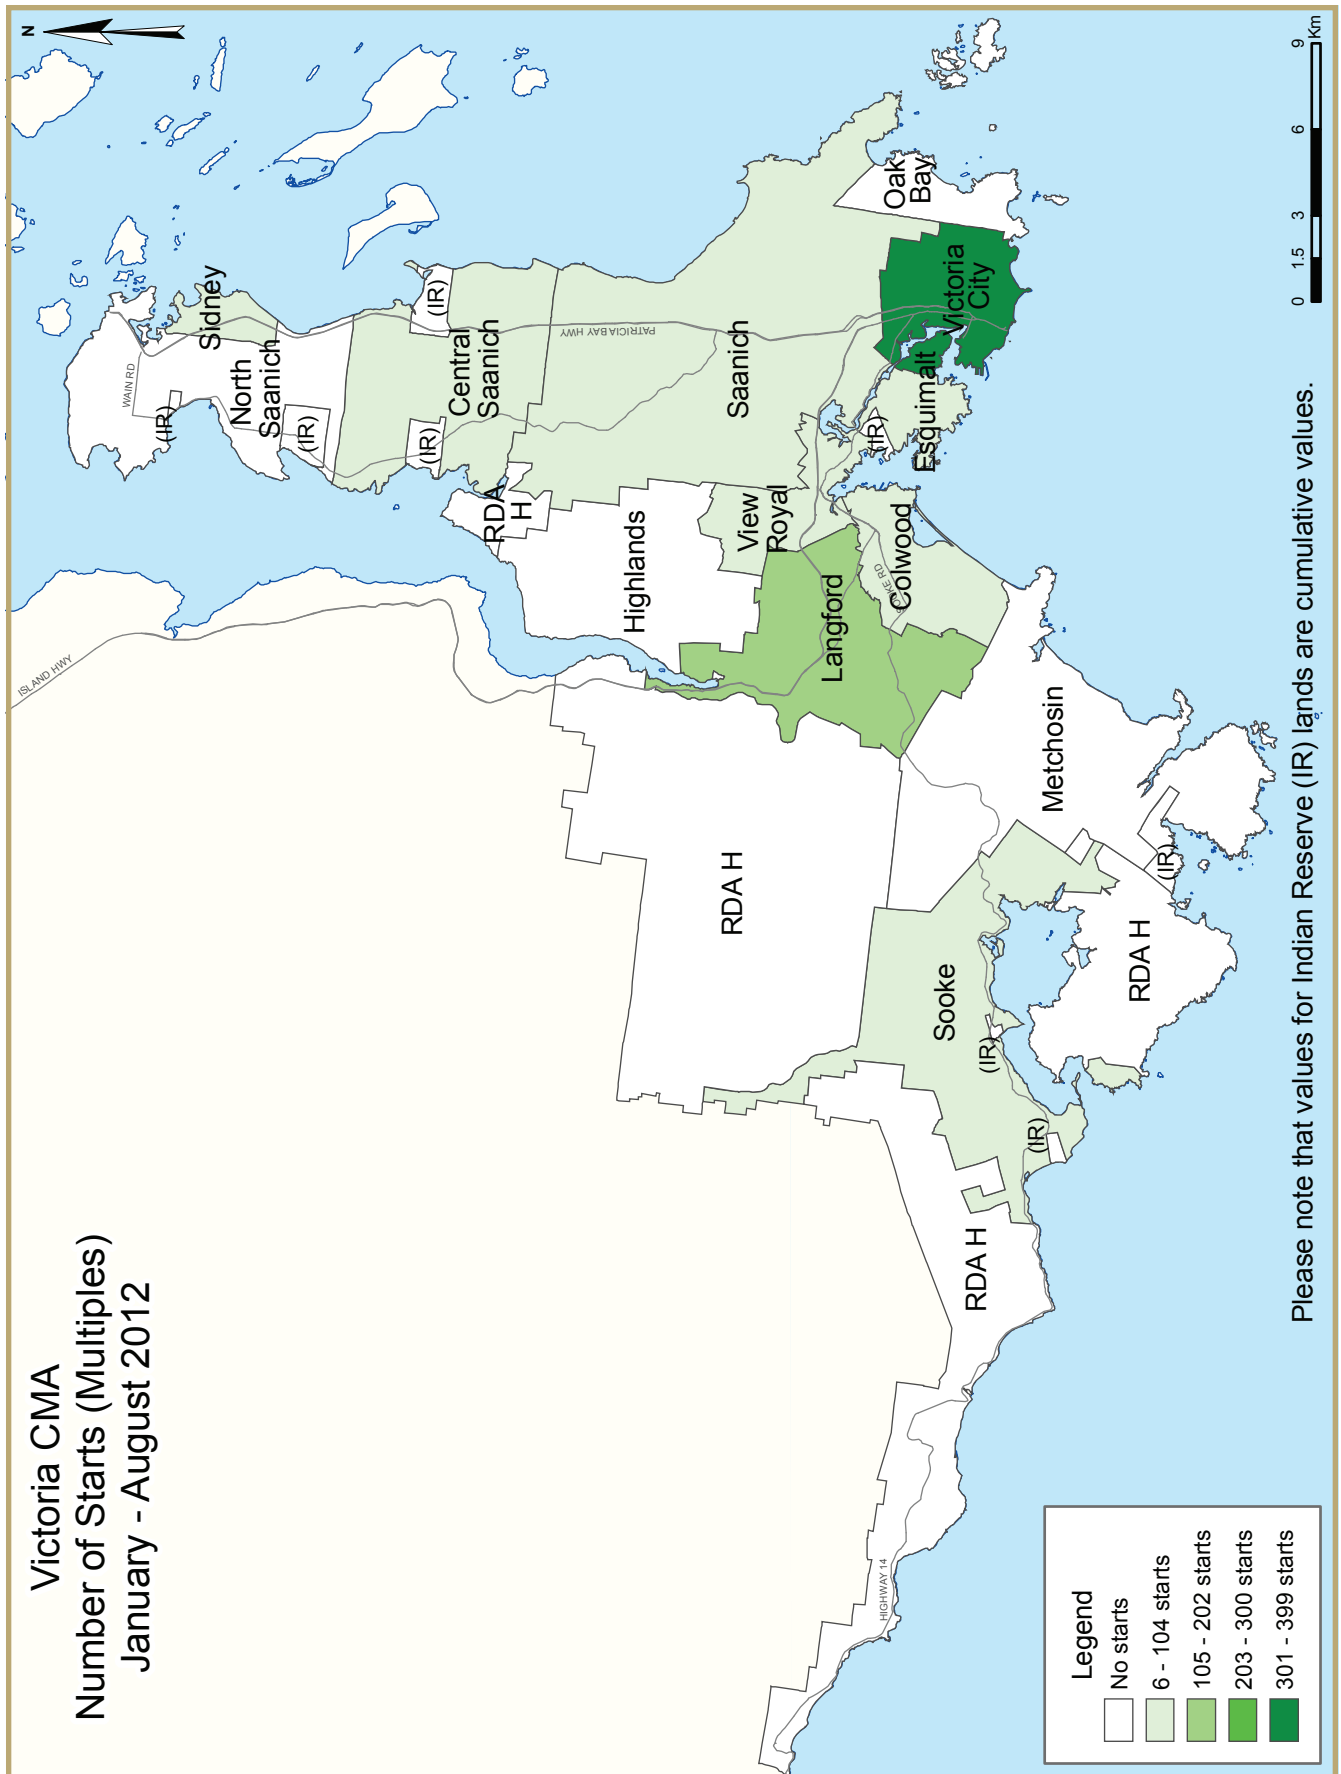 Victoria CMA
Number of Starts (Multiples)
January - August 2012
N
ISLAND HWY
WAIN RD
(IR)
North
Saanich
Sidney
(IR)
(IR)
(IR)
Central
Saanich
RDA
H
PATRICIA BAY HWY
Highlands
Saanich
View
Royal
Oak
Bay
Victoria
City
Esquimalt
(IR)
Langford
SOOKE RD
Colwood
RDA H
Metchosin
(IR)
RDA H
Sooke
(IR)
(IR)
RDA H
HIGHWAY 14
Legend
No starts
6 - 104 starts
105 - 202 starts
203 - 300 starts
301 - 399 starts
Please note that values for Indian Reserve (IR) lands are cumulative values.
0 1.5 3 6 9
Km